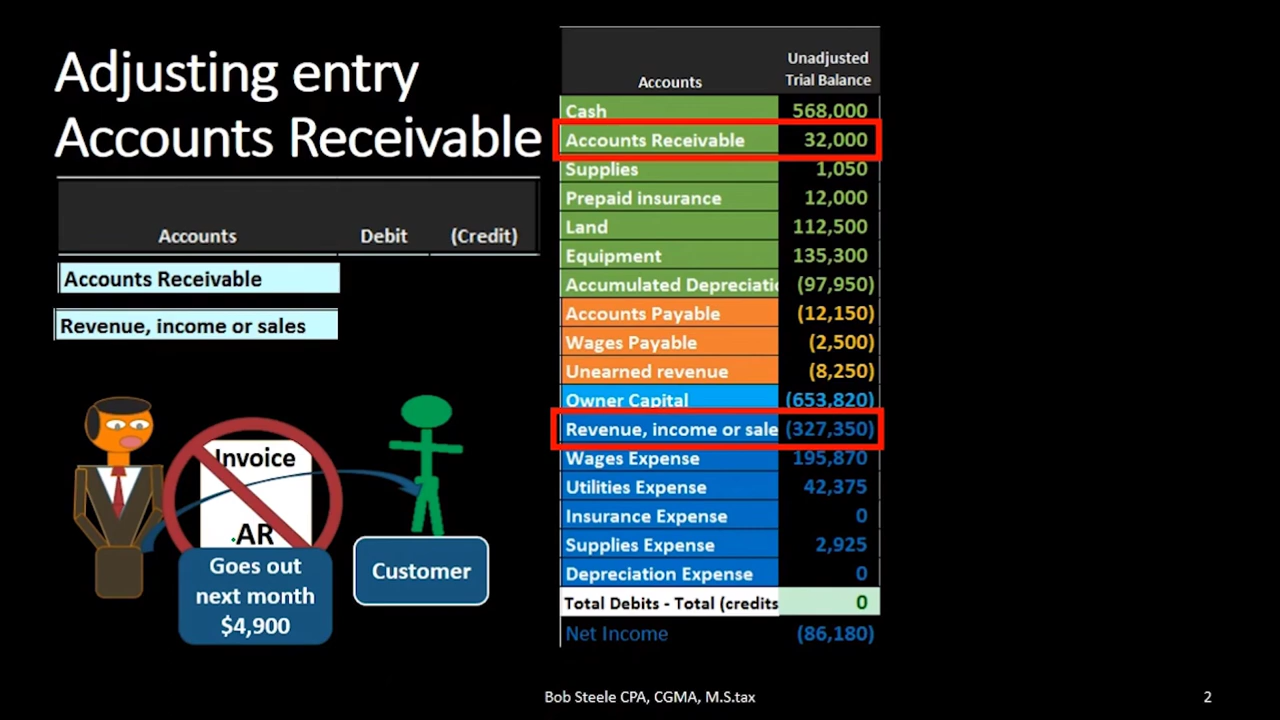 Adjusting entry
Accounts Receivable
Accounts Debit (Credit)
Accounts Receivable
Revenue, income or sales
Invoice
AR
Goes out
next month
$4,900
Customer
Accounts Unadjusted Trial Balance
Cash 568,000
Accounts Receivable 32,000
Supplies 1,050
Prepaid insurance 12,000
Land 112,500
Equipment 135,300
Accumulated Depreciatio (97,950)
Accounts Payable (12,150)
Wages Payable (2,500)
Unearned revenue (8,250)
Owner Capital (653,820)
Revenue, income or sale (327,350)
Wages Expense 195,870
Utilities Expense 42,375
Insurance Expense 0
Supplies Expense 2,925
Depreciation Expense 0
Total Debits - Total (credits 0
Net Income (86,180)
Bob Steele CPA, CGMA, M.S.tax
2